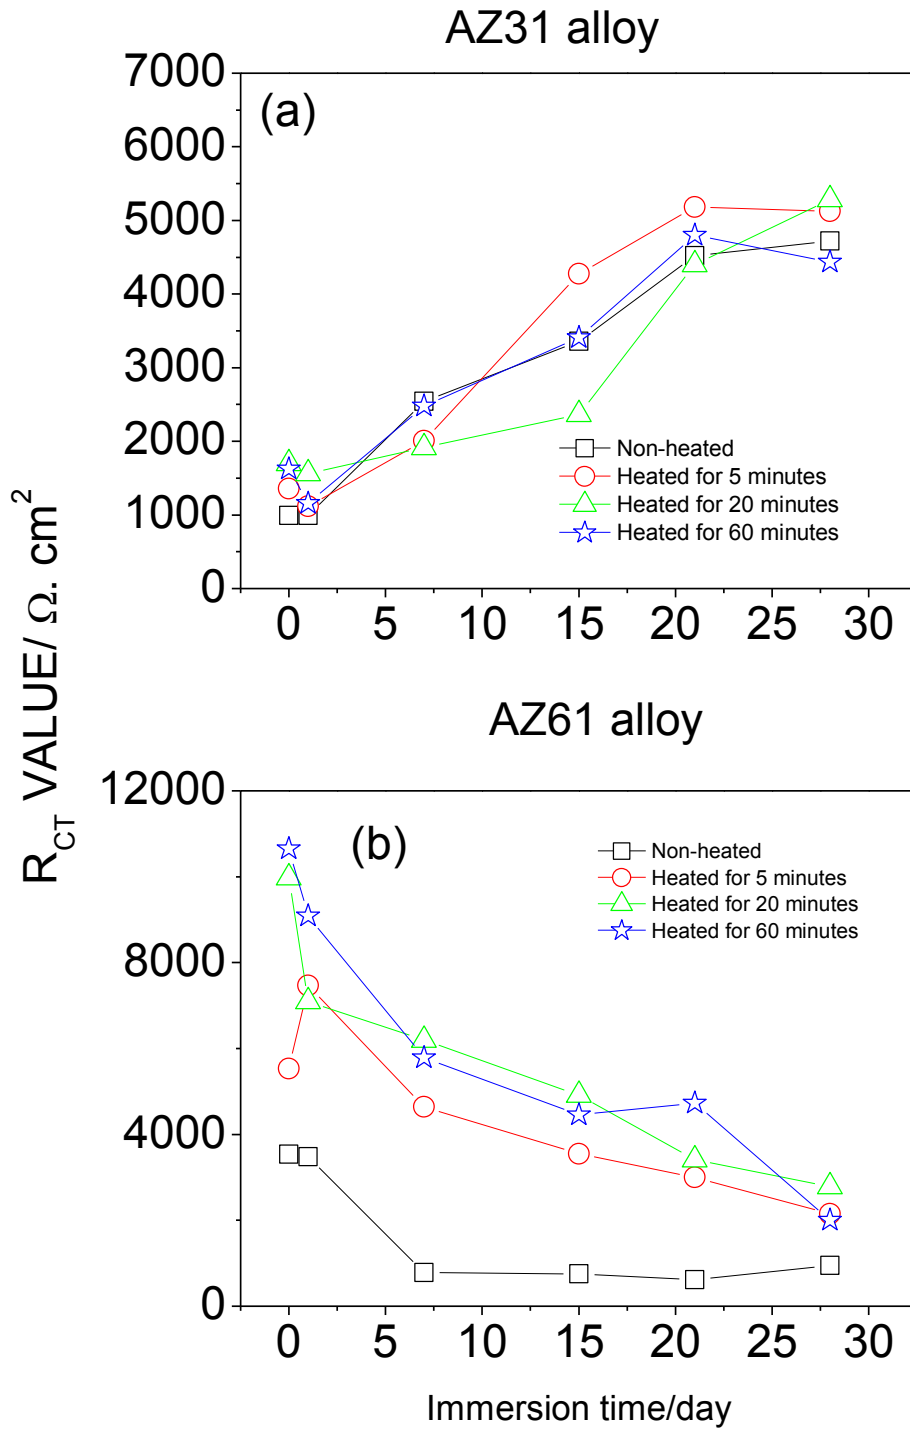 AZ31 alloy
(a)
7000
6000
5000
4000
3000
2000
1000
0
Non-heated
Heated for 5 minutes
Heated for 20 minutes
Heated for 60 minutes
0 5 10 15 20 25 30
R_CT VALUE/ Ω. cm²
AZ61 alloy
(b)
12000
8000
4000
0
Non-heated
Heated for 5 minutes
Heated for 20 minutes
Heated for 60 minutes
0 5 10 15 20 25 30
Immersion time/day